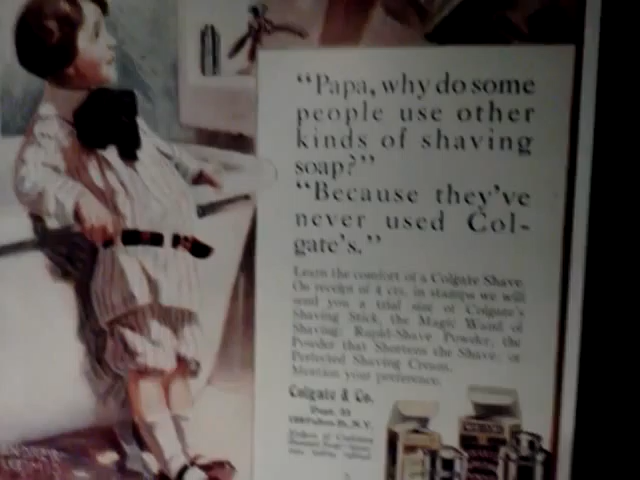 “Papa, why do some
people use other
kinds of shaving
soap?”
“Because they’ve
never used Col-
gate’s.”
Learn the comfort of a Colgate Shave.
On receipt of 4 cts. in stamps we will
send you a trial size of Colgate's
Shaving Stick, the Magic Wand of
Shaving; Rapid-Shave Powder, the
Powder that Shortens the Shave; or
Perfected Shaving Cream.
Mention your preference.
Colgate & Co.
Dept.
Fulton St., N.Y.